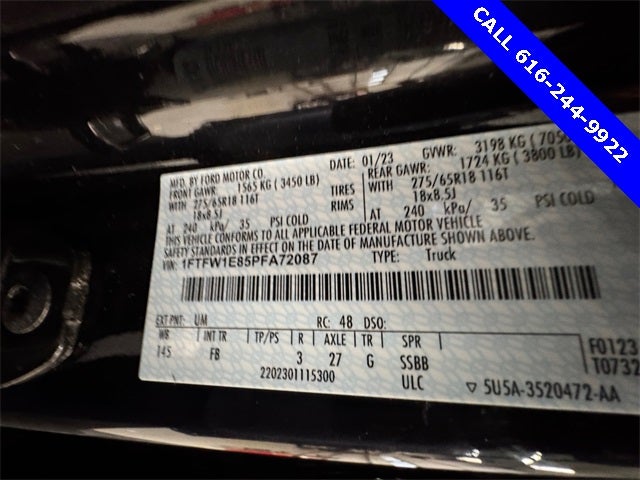 CALL 616-244-9922
MFD. BY FORD MOTOR CO. DATE: 01/23 GVWR: 3198 KG
FRONT GAWR: 1565 KG (3450 LB) REAR GAWR: 1724 KG (3800 LB)
WITH 275/65R18 116T TIRES WITH 275/65R18 116T
18x8.5J RIMS 18x8.5J
AT 240 kPa/ 35 PSI COLD AT 240 kPa/ 35 PSI COLD
THIS VEHICLE CONFORMS TO ALL APPLICABLE FEDERAL MOTOR VEHICLE
SAFETY STANDARDS IN EFFECT ON THE DATE OF MANUFACTURE SHOWN ABOVE.
VIN: 1FTFW1E85PFA72087 TYPE: Truck
EXT PNT: UM RC: 48 DSO:
WB INT TR TP/PS R AXLE TR SPR F0123
145 FB 3 27 G SSBB T0732
2202301115300 ULC ▽ 5U5A-3520472-AA